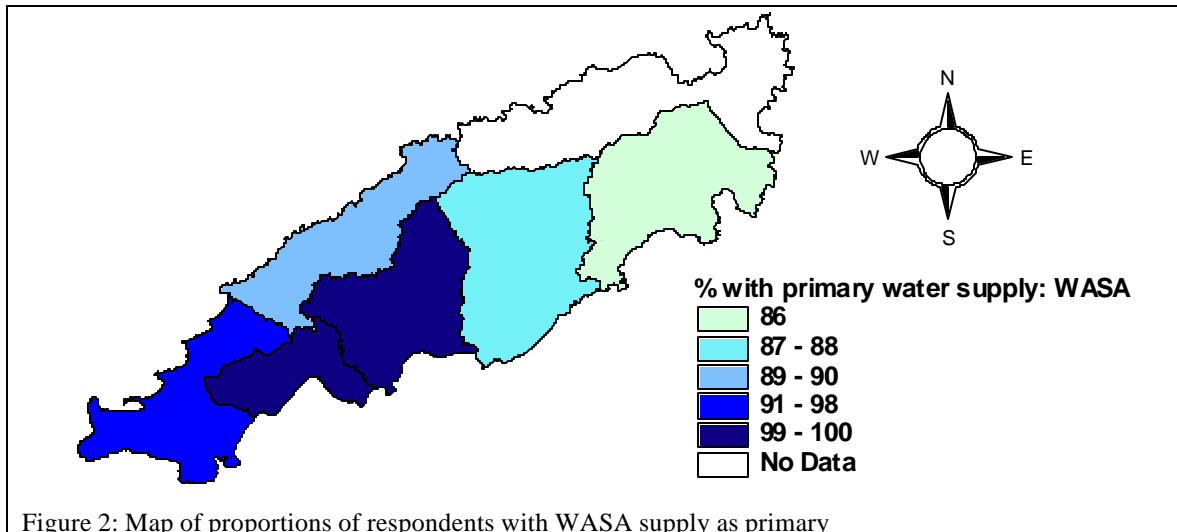 N
W E
S
% with primary water supply: WASA
86
87 - 88
89 - 90
91 - 98
99 - 100
No Data
Figure 2: Map of proportions of respondents with WASA supply as primary